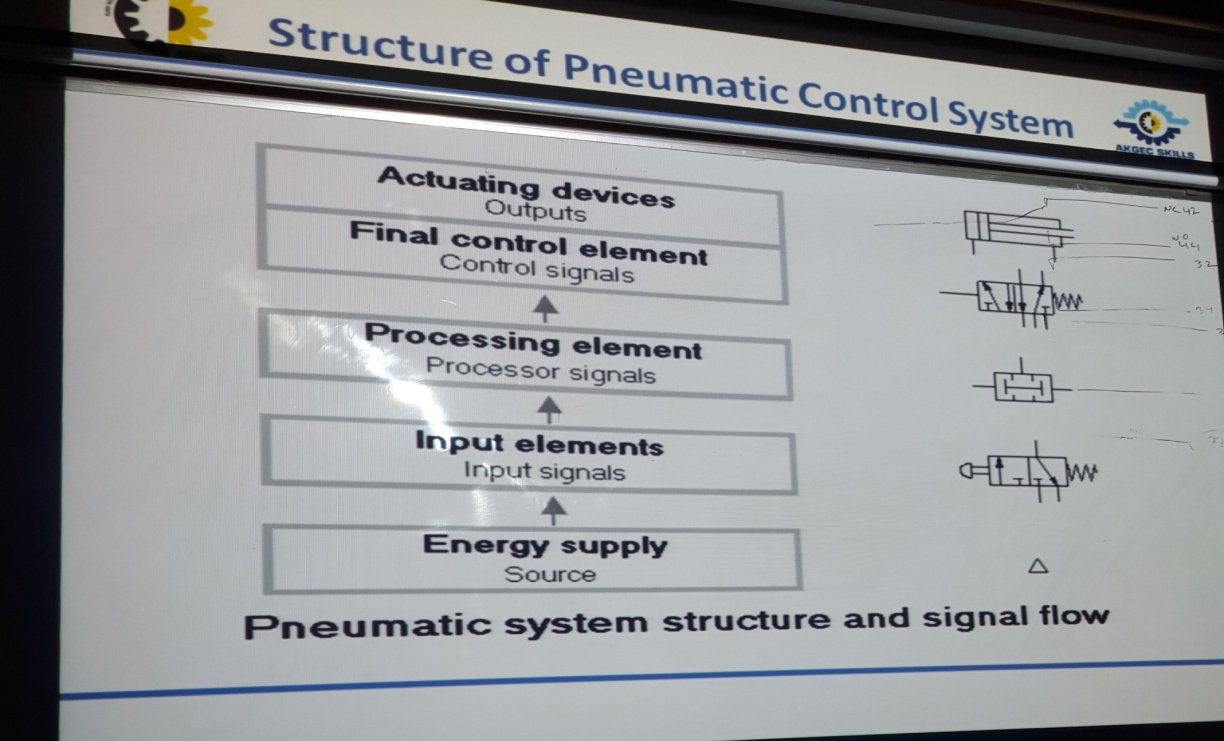 Structure of Pneumatic Control System
AKGEC SKILLS
Actuating devices
Outputs
Final control element
Control signals
Processing element
Processor signals
Input elements
Input signals
Energy supply
Source
Pneumatic system structure and signal flow
32